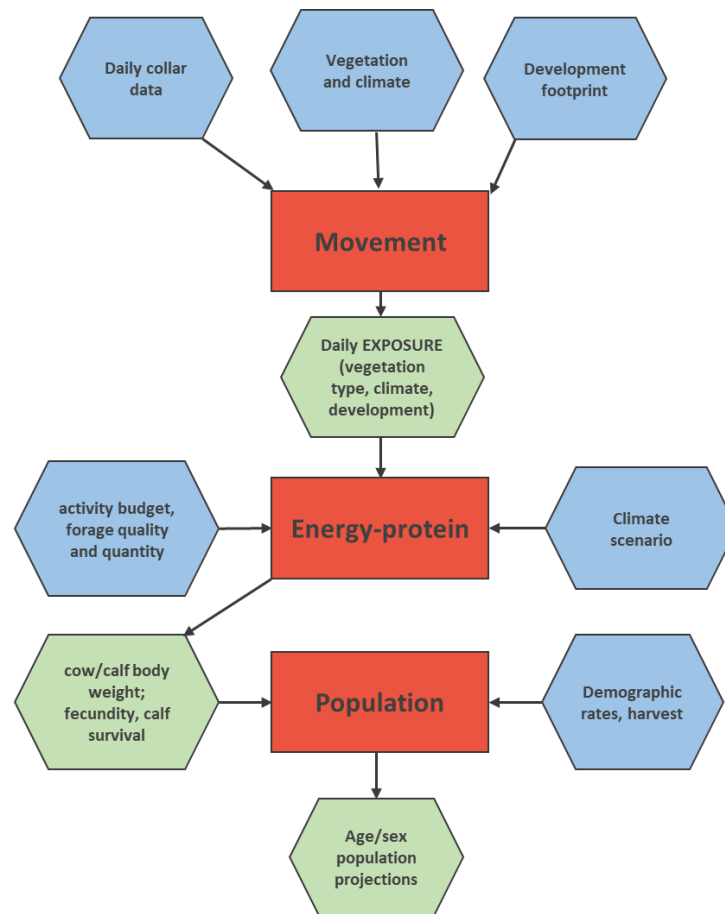 Daily collar
data
Vegetation
and climate
Development
footprint
Movement
Daily EXPOSURE
(vegetation
type, climate,
development)
activity budget,
forage quality
and quantity
Energy-protein
Climate
scenario
cow/calf body
weight;
fecundity, calf
survival
Population
Demographic
rates, harvest
Age/sex
population
projections